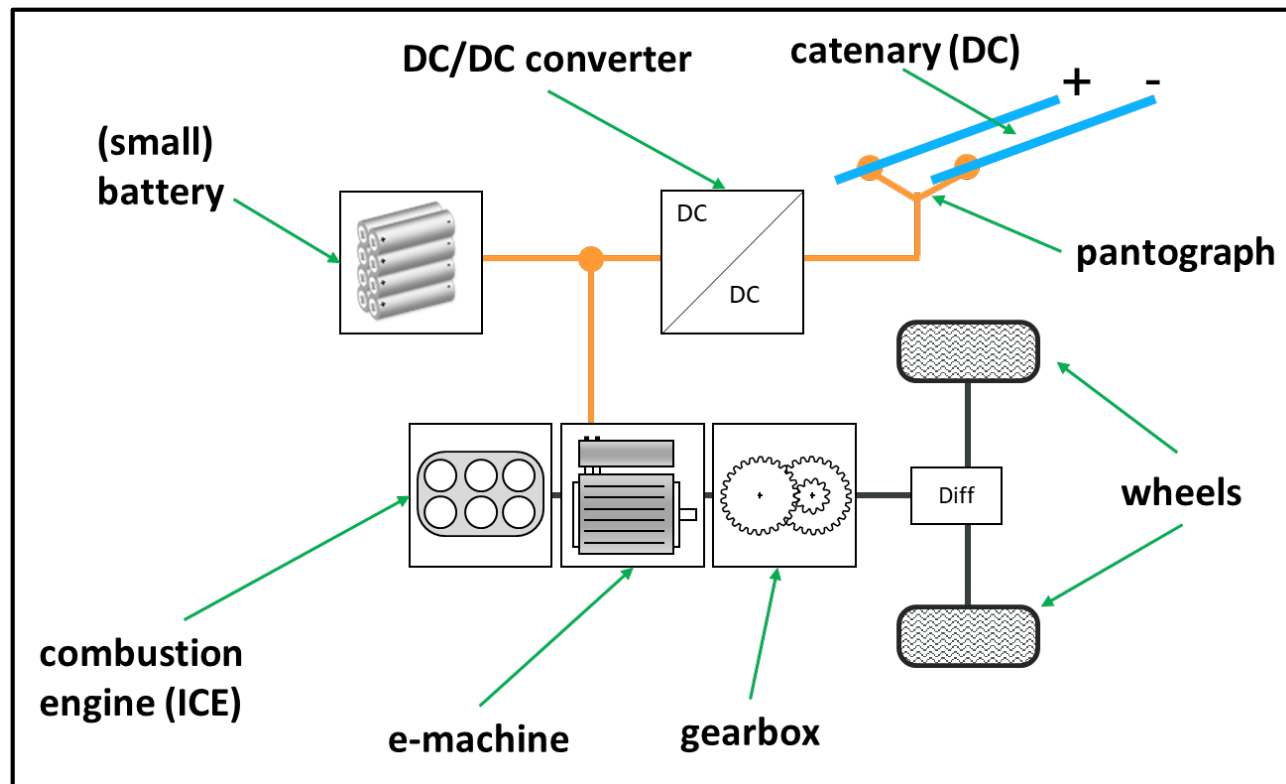 DC/DC converter
catenary (DC)
+ -
(small)
battery
DC
DC
pantograph
Diff
wheels
combustion
engine (ICE)
e-machine
gearbox